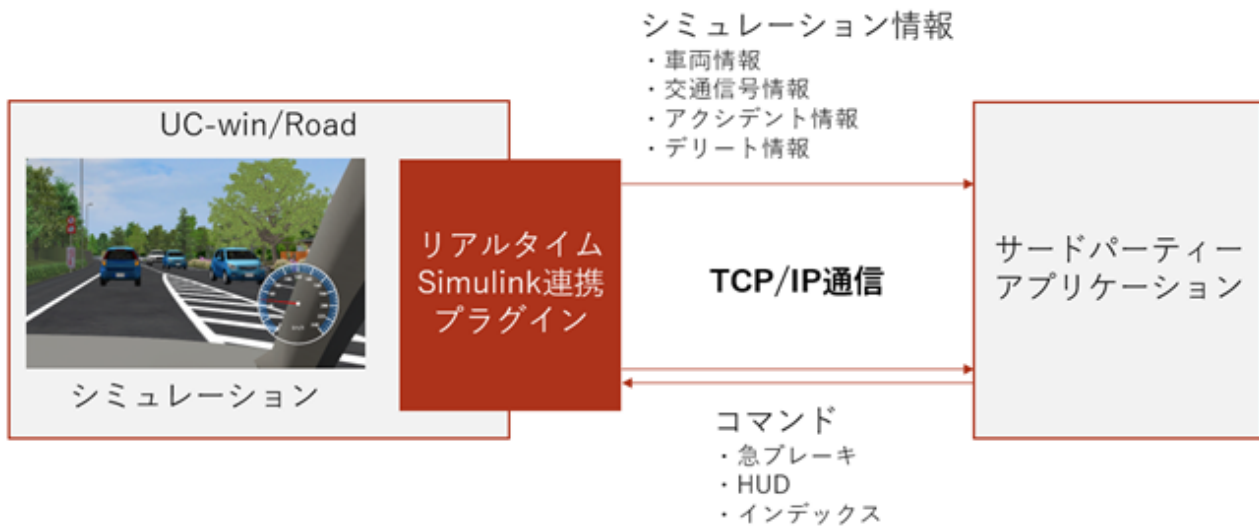 シミュレーション情報
・車両情報
・交通信号情報
・アクシデント情報
・デリート情報
UC-win/Road
リアルタイム
Simulink連携
プラグイン
シミュレーション
TCP/IP通信
サードパーティー
アプリケーション
コマンド
・急ブレーキ
・HUD
・インデックス